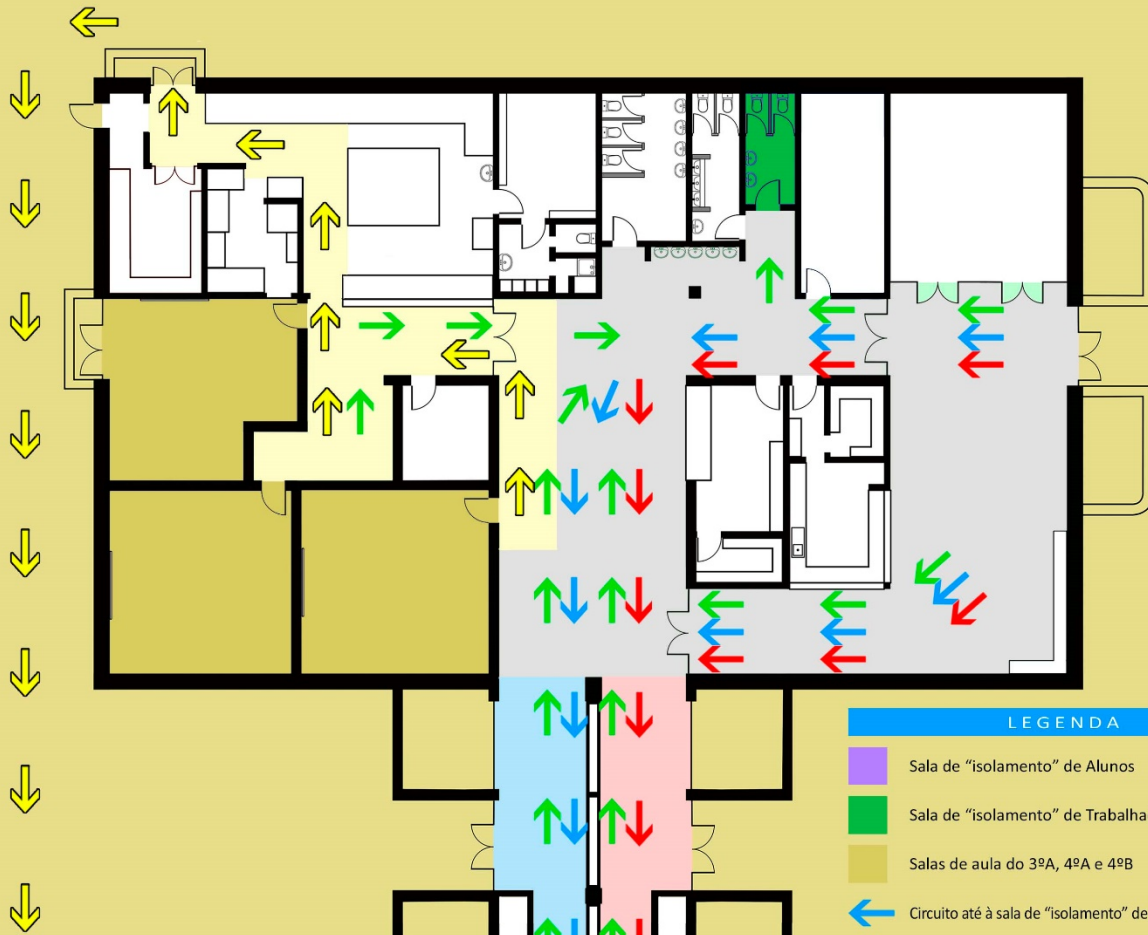 LEGENDA
Sala de “isolamento” de Alunos
Sala de “isolamento” de
Salas de aula do 3ºA, 4ºA e 4ºB
Circuito até à sala de “isolamento” de